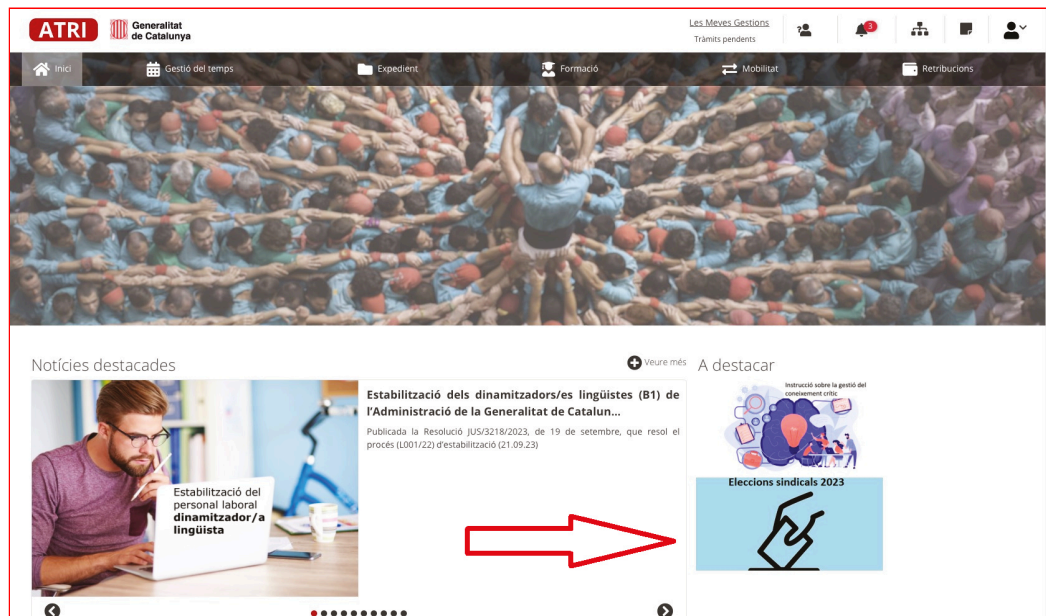 ATRI
Generalitat
de Catalunya
Les Meves Gestions
Tràmits pendents
3
Inici
Gestió del temps
Expedient
Formació
Mobilitat
Retribucions
Notícies destacades
Veure més
Estabilització del
personal laboral
dinamitzador/a
lingüista
Estabilització dels dinamitzadors/es lingüistes (B1) de
l'Administració de la Generalitat de Catalun...
Publicada la Resolució JUS/3218/2023, de 19 de setembre, que resol el
procés (L001/22) d'estabilització (21.09.23)
A destacar
Instrucció sobre la gestió del
coneixement crític
Eleccions sindicals 2023